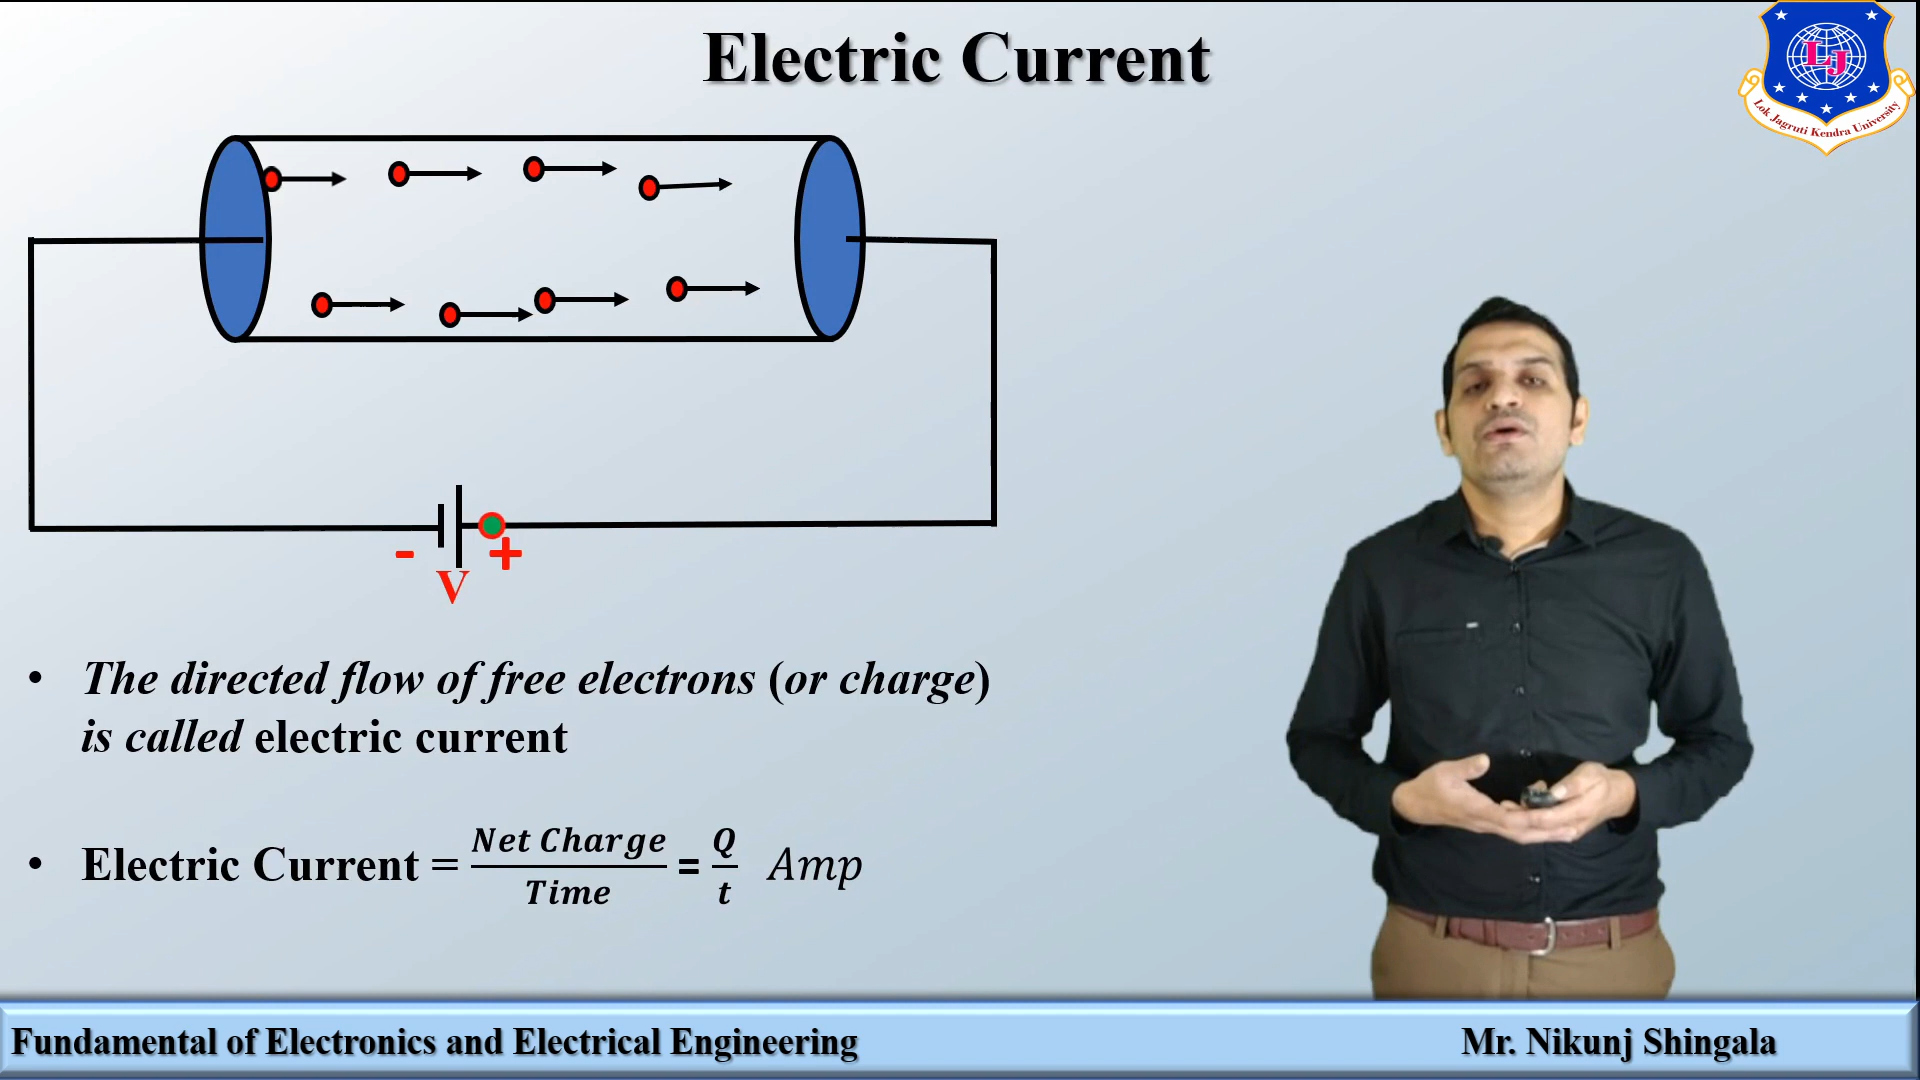 Electric Current
LJ
Lok Jagruti Kendra University
- +
V
• The directed flow of free electrons (or charge)
is called electric current
• Electric Current = Net Charge / Time = Q / t Amp
Fundamental of Electronics and Electrical Engineering
Mr. Nikunj Shingala